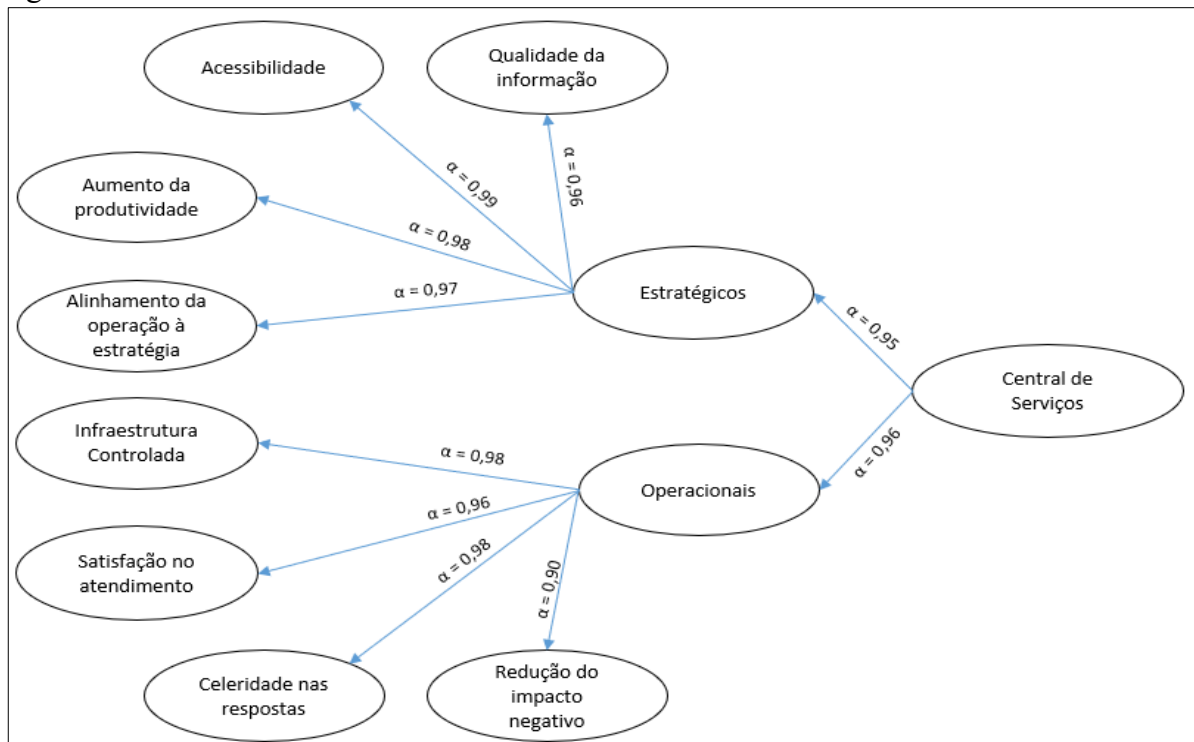 Acessibilidade
Qualidade da
informação
Aumento da
produtividade
Alinhamento da
operação à
estratégia
α = 0,96
α = 0,99
α = 0,98
α = 0,97
Estratégicos
α = 0,95
Central de
Serviços
α = 0,96
Infraestrutura
Controlada
α = 0,98
α = 0,96
α = 0,98
α = 0,90
Operacionais
Satisfação no
atendimento
Celeridade nas
respostas
Redução do
impacto
negativo